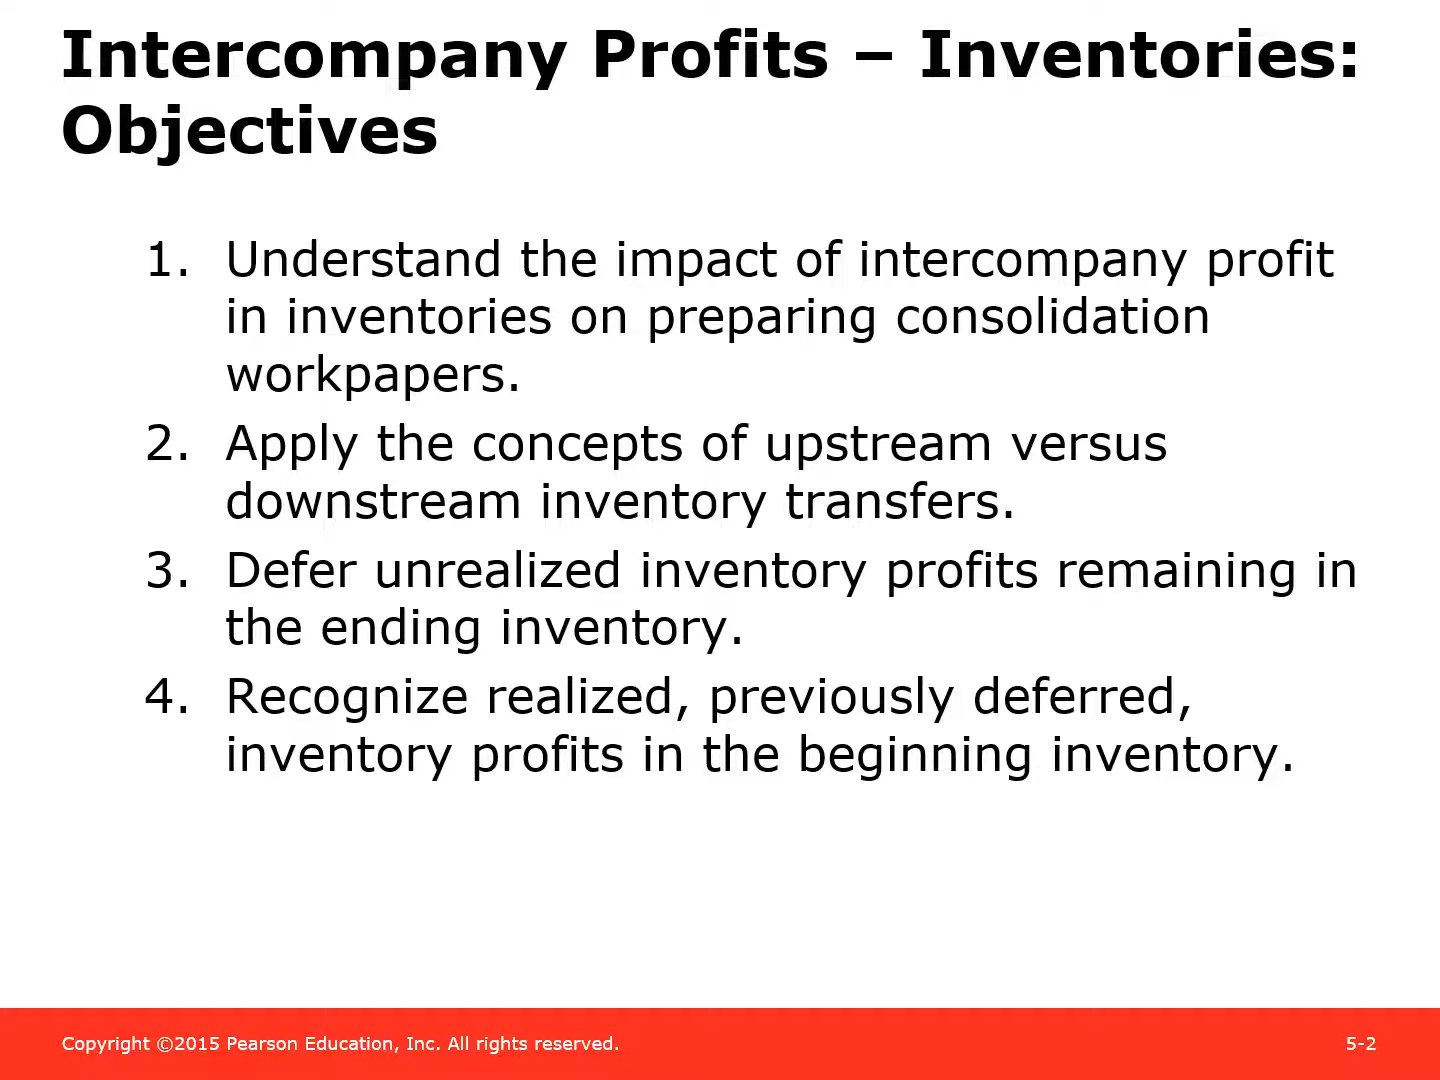 Intercompany Profits – Inventories:
Objectives
1. Understand the impact of intercompany profit
in inventories on preparing consolidation
workpapers.
2. Apply the concepts of upstream versus
downstream inventory transfers.
3. Defer unrealized inventory profits remaining in
the ending inventory.
4. Recognize realized, previously deferred,
inventory profits in the beginning inventory.
Copyright ©2015 Pearson Education, Inc. All rights reserved.
5-2